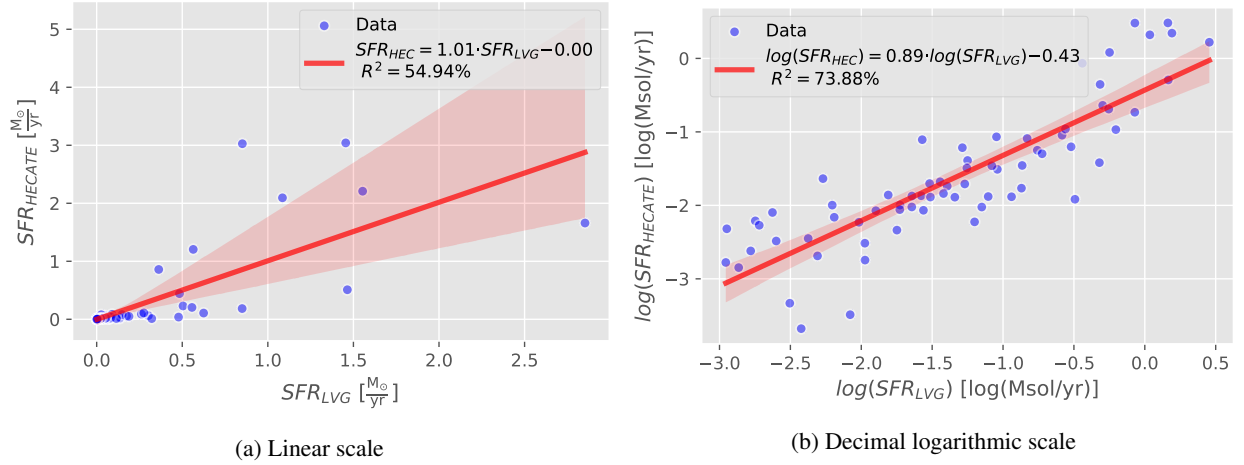 Data
SFR_HEC = 1.01·SFR_LVG−0.00
R² = 54.94%
5
4
3
2
1
0
SFR_HECATE [M⊙/yr]
0.0 0.5 1.0 1.5 2.0 2.5
SFR_LVG [M⊙/yr]
(a) Linear scale
Data
log(SFR_HEC) = 0.89·log(SFR_LVG)−0.43
R² = 73.88%
0
−1
−2
−3
log(SFR_HECATE) [log(Msol/yr)]
−3.0 −2.5 −2.0 −1.5 −1.0 −0.5 0.0 0.5
log(SFR_LVG) [log(Msol/yr)]
(b) Decimal logarithmic scale